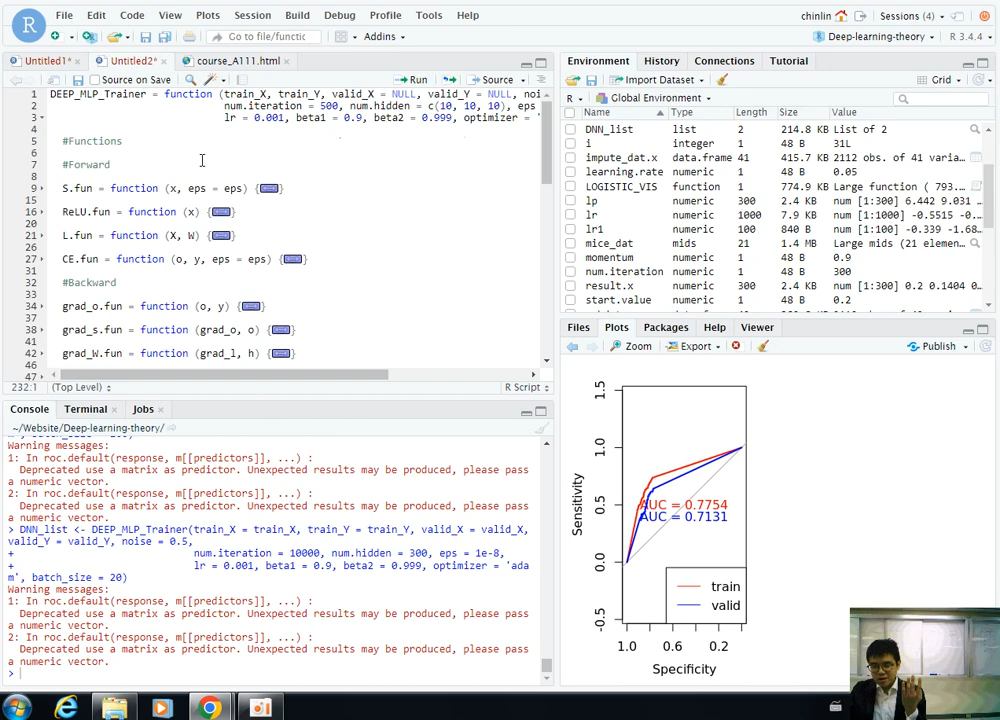 File Edit Code View Plots Session Build Debug Profile Tools Help
chinlin Sessions (4)
Go to file/functic Addins
Deep-learning-theory R 3.4.4
R
Untitled1* Untitled2* course_A111.html
Source on Save Run Source
1 DEEP_MLP_Trainer = function (train_X, train_Y, valid_X = NULL, valid_Y = NULL, noi
2 num.iteration = 500, num.hidden = c(10, 10, 10), eps
3 lr = 0.001, beta1 = 0.9, beta2 = 0.999, optimizer = '
4
5 #Functions
6
7 #Forward
8
9 S.fun = function (x, eps = eps) {
15
16 ReLU.fun = function (x) {
20
21 L.fun = function (X, W) {
26
27 CE.fun = function (o, y, eps = eps) {
31
32 #Backward
33
34 grad_o.fun = function (o, y) {
37
38 grad_s.fun = function (grad_o, o) {
41
42 grad_W.fun = function (grad_l, h) {
46
47
232:1 (Top Level) R Script
Console Terminal Jobs
~/Website/Deep-learning-theory/
Warning messages:
1: In roc.default(response, m[[predictors]], ...) :
Deprecated use a matrix as predictor. Unexpected results may be produced, please pass
a numeric vector.
2: In roc.default(response, m[[predictors]], ...) :
Deprecated use a matrix as predictor. Unexpected results may be produced, please pass
a numeric vector.
> DNN_list <- DEEP_MLP_Trainer(train_X = train_X, train_Y = train_Y, valid_X = valid_X,
valid_Y = valid_Y, noise = 0.5,
+ num.iteration = 10000, num.hidden = 300, eps = 1e-8,
+ lr = 0.001, beta1 = 0.9, beta2 = 0.999, optimizer = 'ada
m', batch_size = 20)
Warning messages:
1: In roc.default(response, m[[predictors]], ...) :
Deprecated use a matrix as predictor. Unexpected results may be produced, please pass
a numeric vector.
2: In roc.default(response, m[[predictors]], ...) :
Deprecated use a matrix as predictor. Unexpected results may be produced, please pass
a numeric vector.
>
Environment History Connections Tutorial
Import Dataset Grid
R Global Environment
Name Type Length Size Value
DNN_list list 2 214.8 KB List of 2
i integer 1 48 B 31L
impute_dat.x data.frame 41 415.7 KB 2112 obs. of 41 varia…
learning.rate numeric 1 48 B 0.05
LOGISTIC_VIS function 1 774.9 KB Large function ( 793.…
lp numeric 300 2.4 KB num [1:300] 6.442 9.031 …
lr numeric 1000 7.9 KB num [1:1000] -0.5515 -0.…
lr1 numeric 100 840 B num [1:100] -0.339 -1.68…
mice_dat mids 21 1.4 MB Large mids (21 elemen…
momentum numeric 1 48 B 0.9
num.iteration numeric 1 48 B 300
result.x numeric 300 2.4 KB num [1:300] 0.2 0.1404 0…
start.value numeric 1 48 B 0.2
Files Plots Packages Help Viewer
Zoom Export Publish
1.5
1.0
0.5
0.0
-0.5
Sensitivity
AUC = 0.7754
AUC = 0.7131
train
valid
1.0 0.6 0.2
Specificity